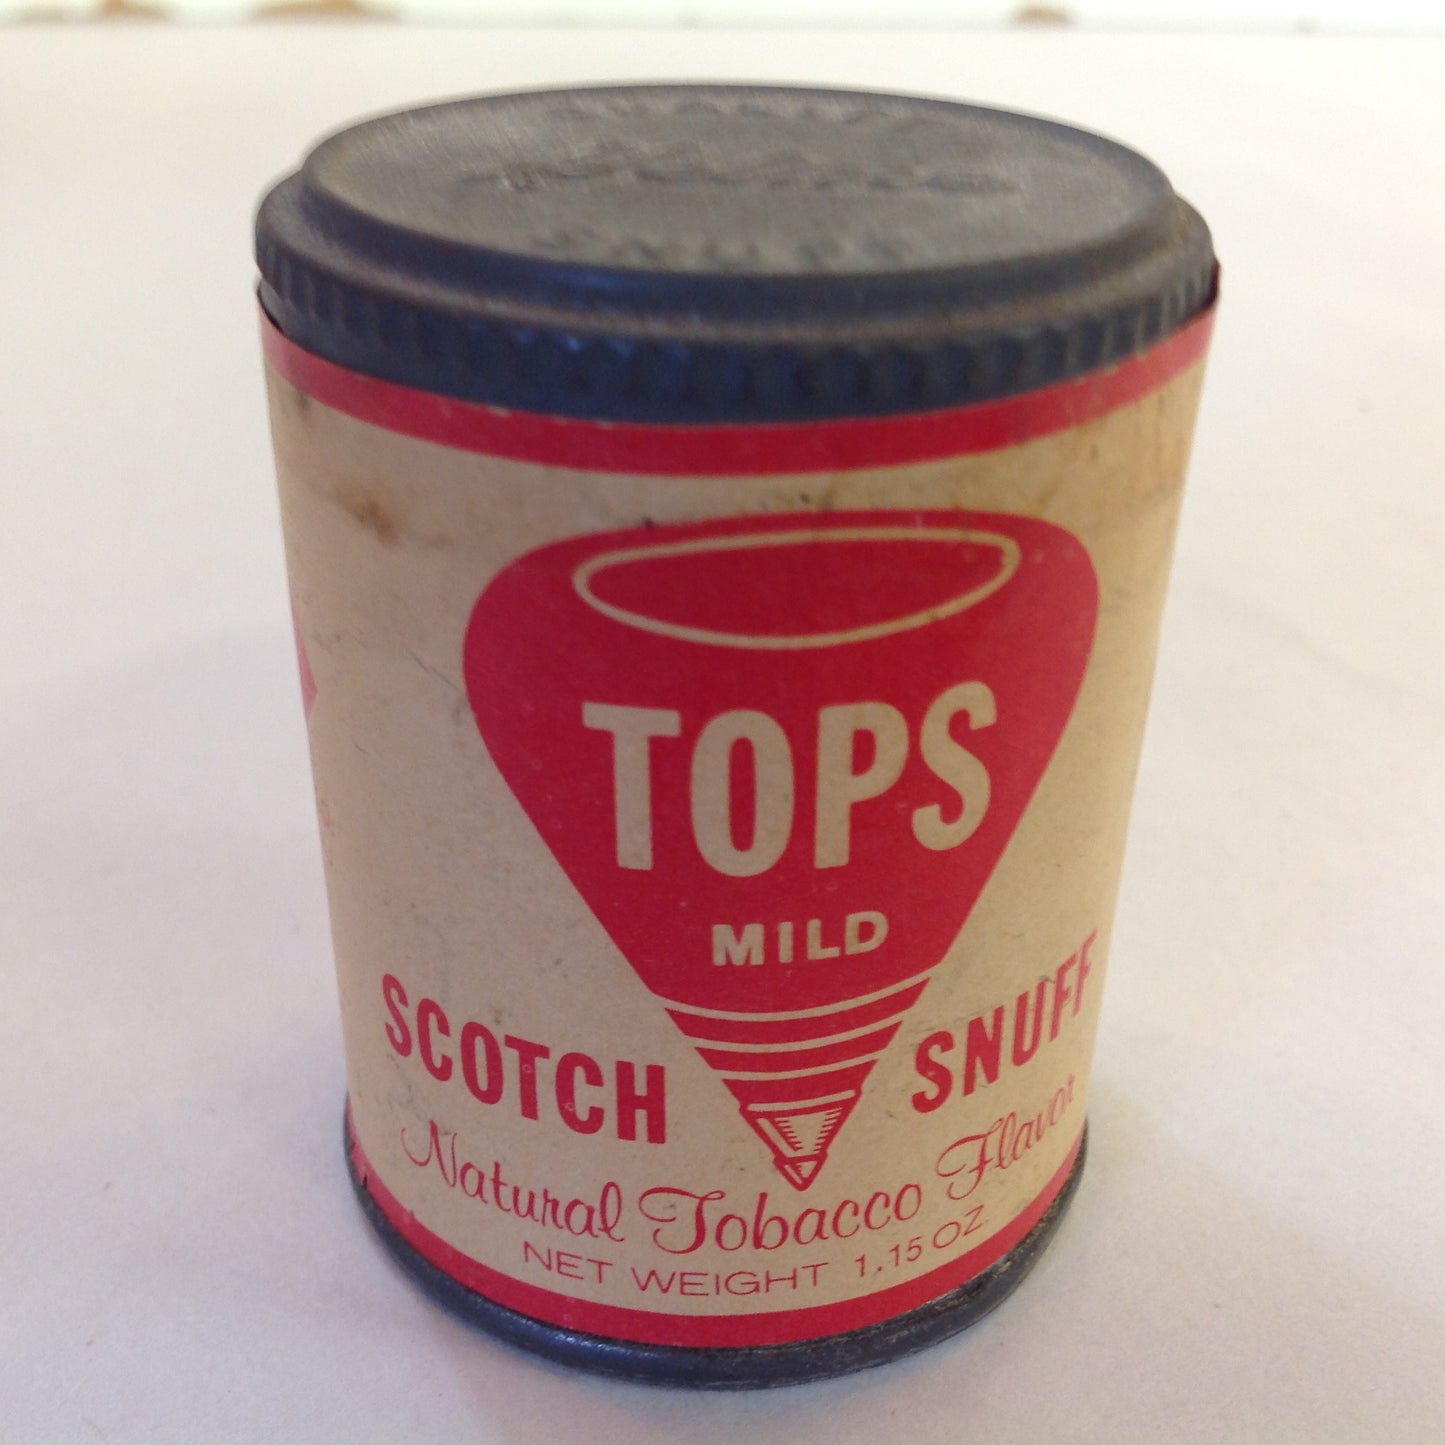 TOPS
MILD
SCOTCH SNUFF
Natural Tobacco Flavor
NET WEIGHT 1.15 OZ.